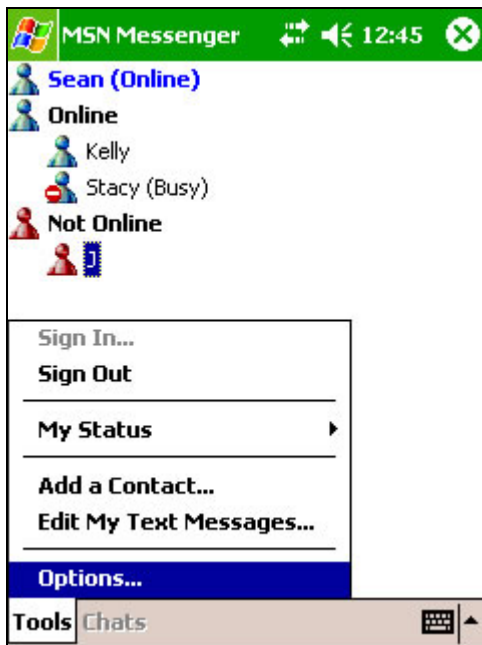 MSN Messenger 12:45
Sean (Online)
Online
Kelly
Stacy (Busy)
Not Online
J
Sign In...
Sign Out
My Status
Add a Contact...
Edit My Text Messages...
Options...
Tools Chats